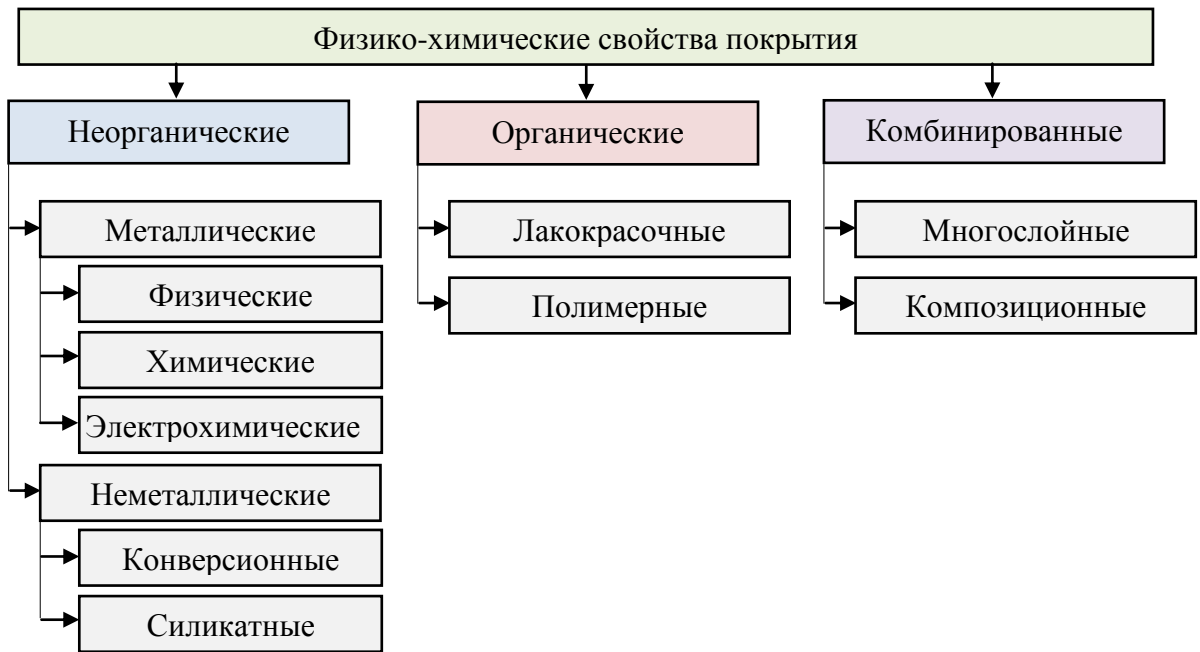 Физико-химические свойства покрытия
Неорганические
Металлические
Физические
Химические
Электрохимические
Неметаллические
Конверсионные
Силикатные
Органические
Лакокрасочные
Полимерные
Комбинированные
Многослойные
Композиционные